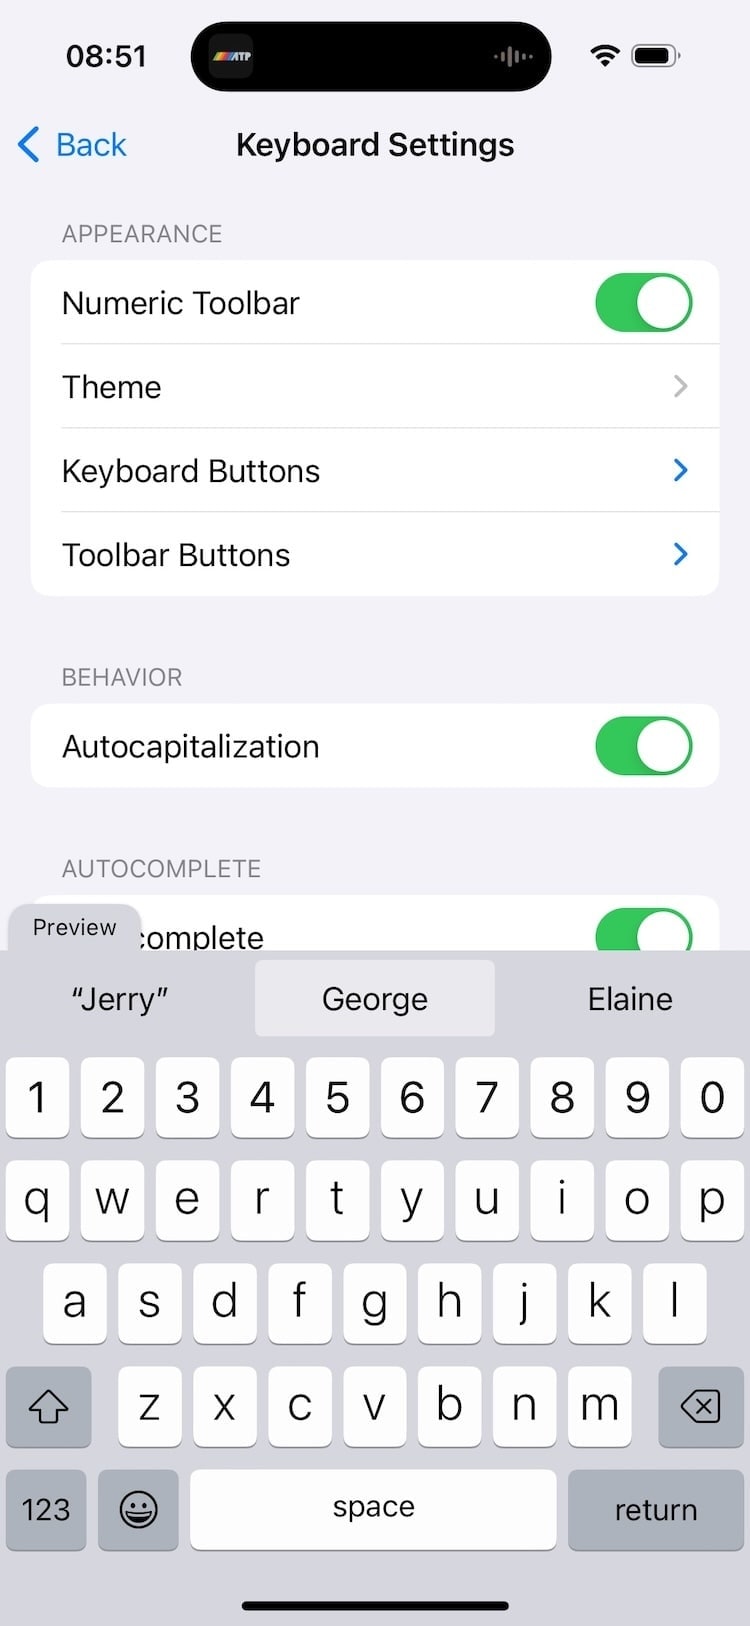 08:51
ATP
Back
Keyboard Settings
APPEARANCE
Numeric Toolbar
Theme
Keyboard Buttons
Toolbar Buttons
BEHAVIOR
Autocapitalization
AUTOCOMPLETE
Preview
complete
“Jerry” George Elaine
1 2 3 4 5 6 7 8 9 0
q w e r t y u i o p
a s d f g h j k l
z x c v b n m
123 space return